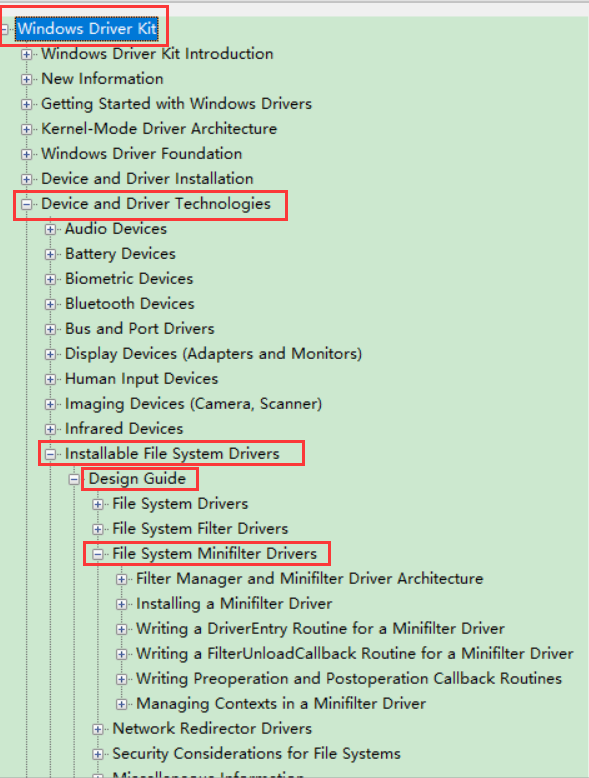 Windows Driver Kit
Windows Driver Kit Introduction
New Information
Getting Started with Windows Drivers
Kernel-Mode Driver Architecture
Windows Driver Foundation
Device and Driver Installation
Device and Driver Technologies
Audio Devices
Battery Devices
Biometric Devices
Bluetooth Devices
Bus and Port Drivers
Display Devices (Adapters and Monitors)
Human Input Devices
Imaging Devices (Camera, Scanner)
Infrared Devices
Installable File System Drivers
Design Guide
File System Drivers
File System Filter Drivers
File System Minifilter Drivers
Filter Manager and Minifilter Driver Architecture
Installing a Minifilter Driver
Writing a DriverEntry Routine for a Minifilter Driver
Writing a FilterUnloadCallback Routine for a Minifilter Driver
Writing Preoperation and Postoperation Callback Routines
Managing Contexts in a Minifilter Driver
Network Redirector Drivers
Security Considerations for File Systems
Miscellaneous Information